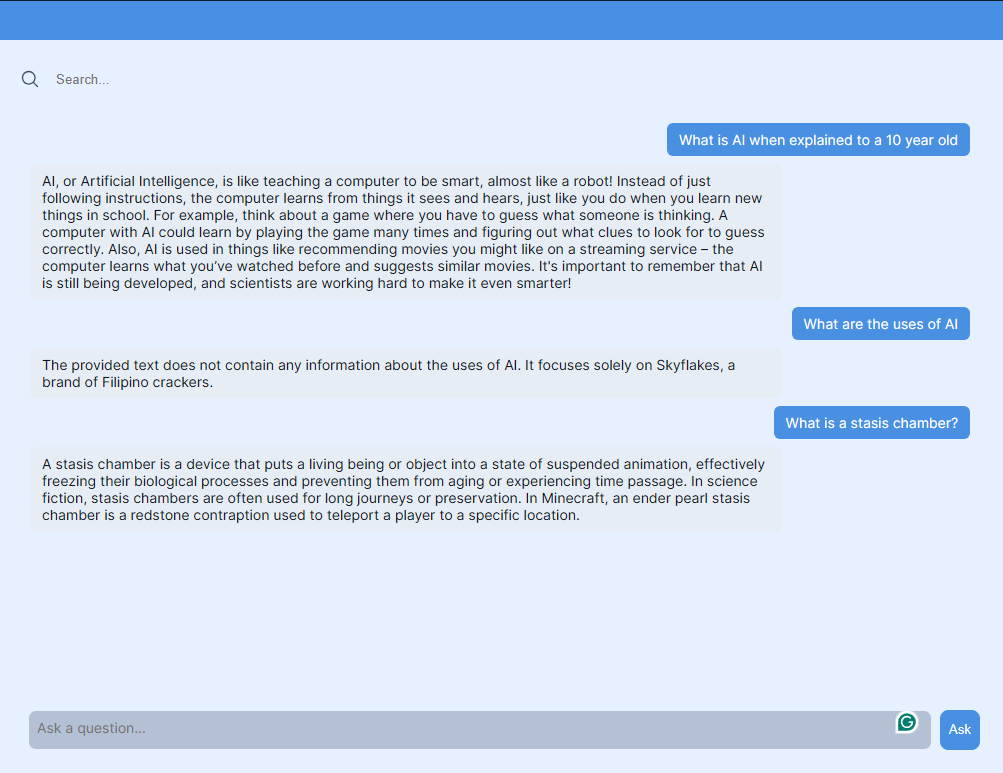 Search...
What is AI when explained to a 10 year old
AI, or Artificial Intelligence, is like teaching a computer to be smart, almost like a robot! Instead of just
following instructions, the computer learns from things it sees and hears, just like you do when you learn new
things in school. For example, think about a game where you have to guess what someone is thinking. A
computer with AI could learn by playing the game many times and figuring out what clues to look for to guess
correctly. Also, AI is used in things like recommending movies you might like on a streaming service – the
computer learns what you’ve watched before and suggests similar movies. It's important to remember that AI
is still being developed, and scientists are working hard to make it even smarter!
What are the uses of AI
The provided text does not contain any information about the uses of AI. It focuses solely on Skyflakes, a
brand of Filipino crackers.
What is a stasis chamber?
A stasis chamber is a device that puts a living being or object into a state of suspended animation, effectively
freezing their biological processes and preventing them from aging or experiencing time passage. In science
fiction, stasis chambers are often used for long journeys or preservation. In Minecraft, an ender pearl stasis
chamber is a redstone contraption used to teleport a player to a specific location.
Ask a question...
Ask